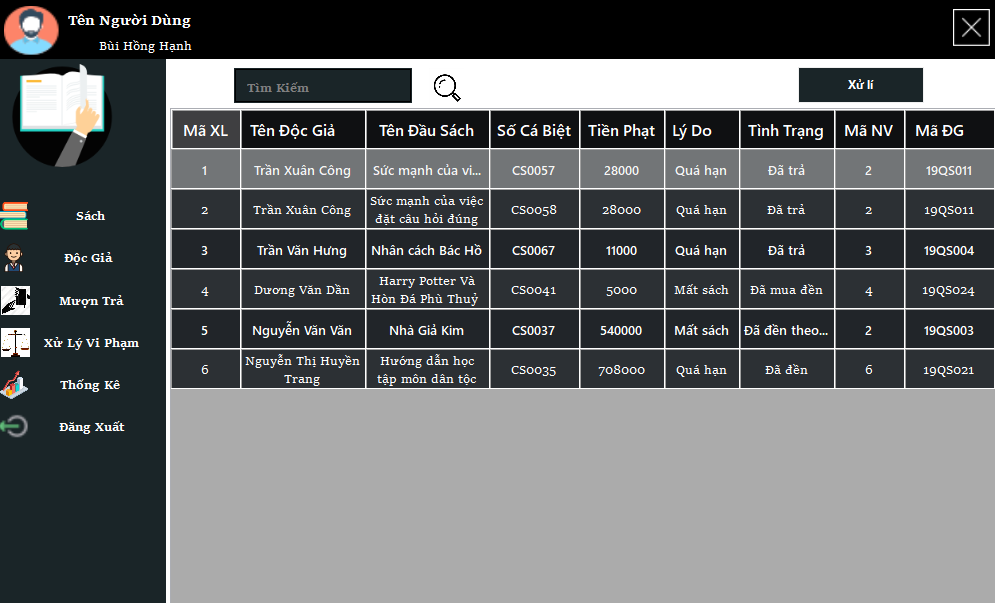 Tên Người Dùng
Bùi Hồng Hạnh
Tìm Kiếm
Xử lí
Sách
Độc Giả
Mượn Trả
Xử Lý Vi Phạm
Thống Kê
Đăng Xuất
Mã XL Tên Độc Giả Tên Đầu Sách Số Cá Biệt Tiền Phạt Lý Do Tình Trạng Mã NV Mã ĐG
1 Trần Xuân Công Sức mạnh của vi... CS0057 28000 Quá hạn Đã trả 2 19QS011
2 Trần Xuân Công Sức mạnh của việc đặt câu hỏi đúng CS0058 28000 Quá hạn Đã trả 2 19QS011
3 Trần Văn Hưng Nhân cách Bác Hồ CS0067 11000 Quá hạn Đã trả 3 19QS004
4 Dương Văn Dần Harry Potter Và Hòn Đá Phù Thuỷ CS0041 5000 Mất sách Đã mua đền 4 19QS024
5 Nguyễn Văn Văn Nhà Giả Kim CS0037 540000 Mất sách Đã đền theo... 2 19QS003
6 Nguyễn Thị Huyền Trang Hướng dẫn học tập môn dân tộc CS0035 708000 Quá hạn Đã đền 6 19QS021